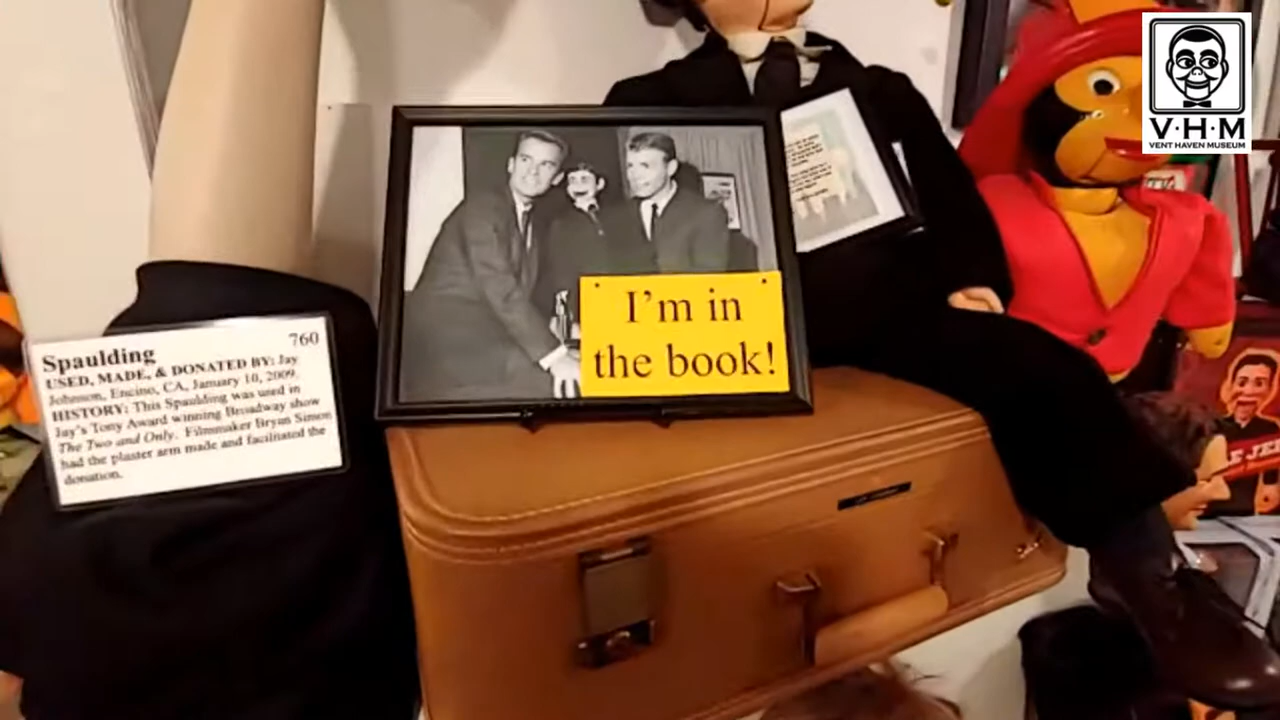 V·H·M
VENT HAVEN MUSEUM
I'm in
the book!
Spaulding 760
USED, MADE, & DONATED BY: Jay
Johnson, Encino, CA, January 10, 2009.
HISTORY: This Spaulding was used in
Jay's Tony Award winning Broadway show
The Two and Only. Filmmaker Bryan Simon
had the plaster arm made and facilitated the
donation.